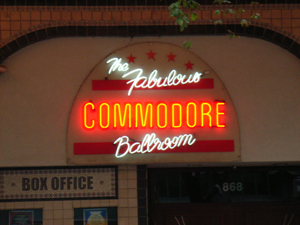 The
Fabulous
COMMODORE
Ballroom
BOX OFFICE
868